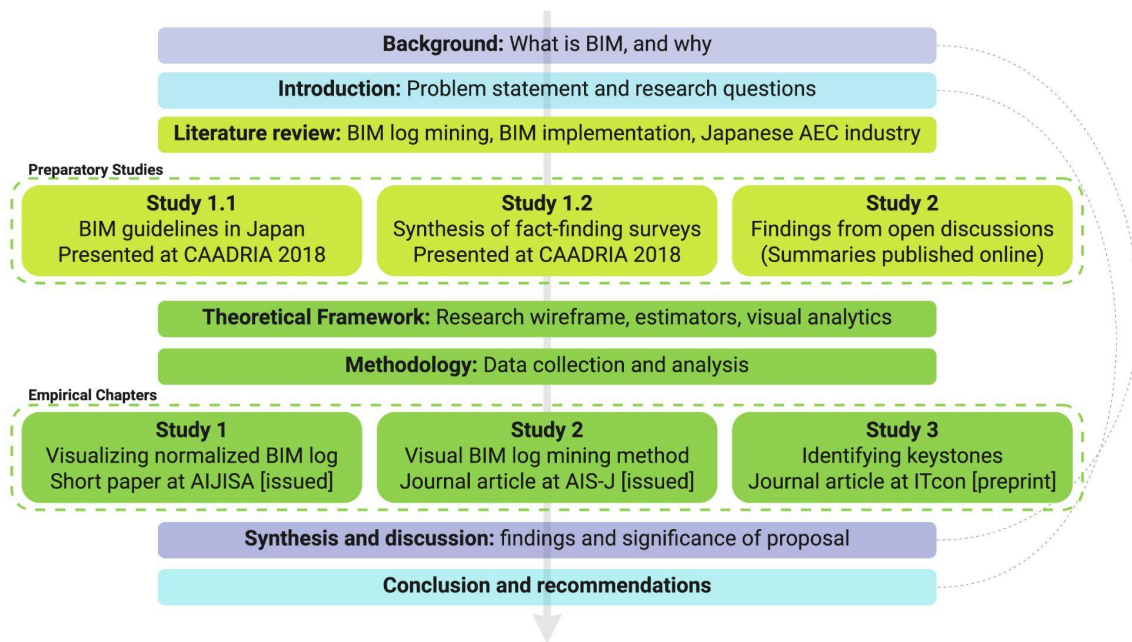 Background: What is BIM, and why
Introduction: Problem statement and research questions
Literature review: BIM log mining, BIM implementation, Japanese AEC industry
Preparatory Studies
Study 1.1
BIM guidelines in Japan
Presented at CAADRIA 2018
Study 1.2
Synthesis of fact-finding surveys
Presented at CAADRIA 2018
Study 2
Findings from open discussions
(Summaries published online)
Theoretical Framework: Research wireframe, estimators, visual analytics
Methodology: Data collection and analysis
Empirical Chapters
Study 1
Visualizing normalized BIM log
Short paper at AIJISA [issued]
Study 2
Visual BIM log mining method
Journal article at AIS-J [issued]
Study 3
Identifying keystones
Journal article at ITcon [preprint]
Synthesis and discussion: findings and significance of proposal
Conclusion and recommendations